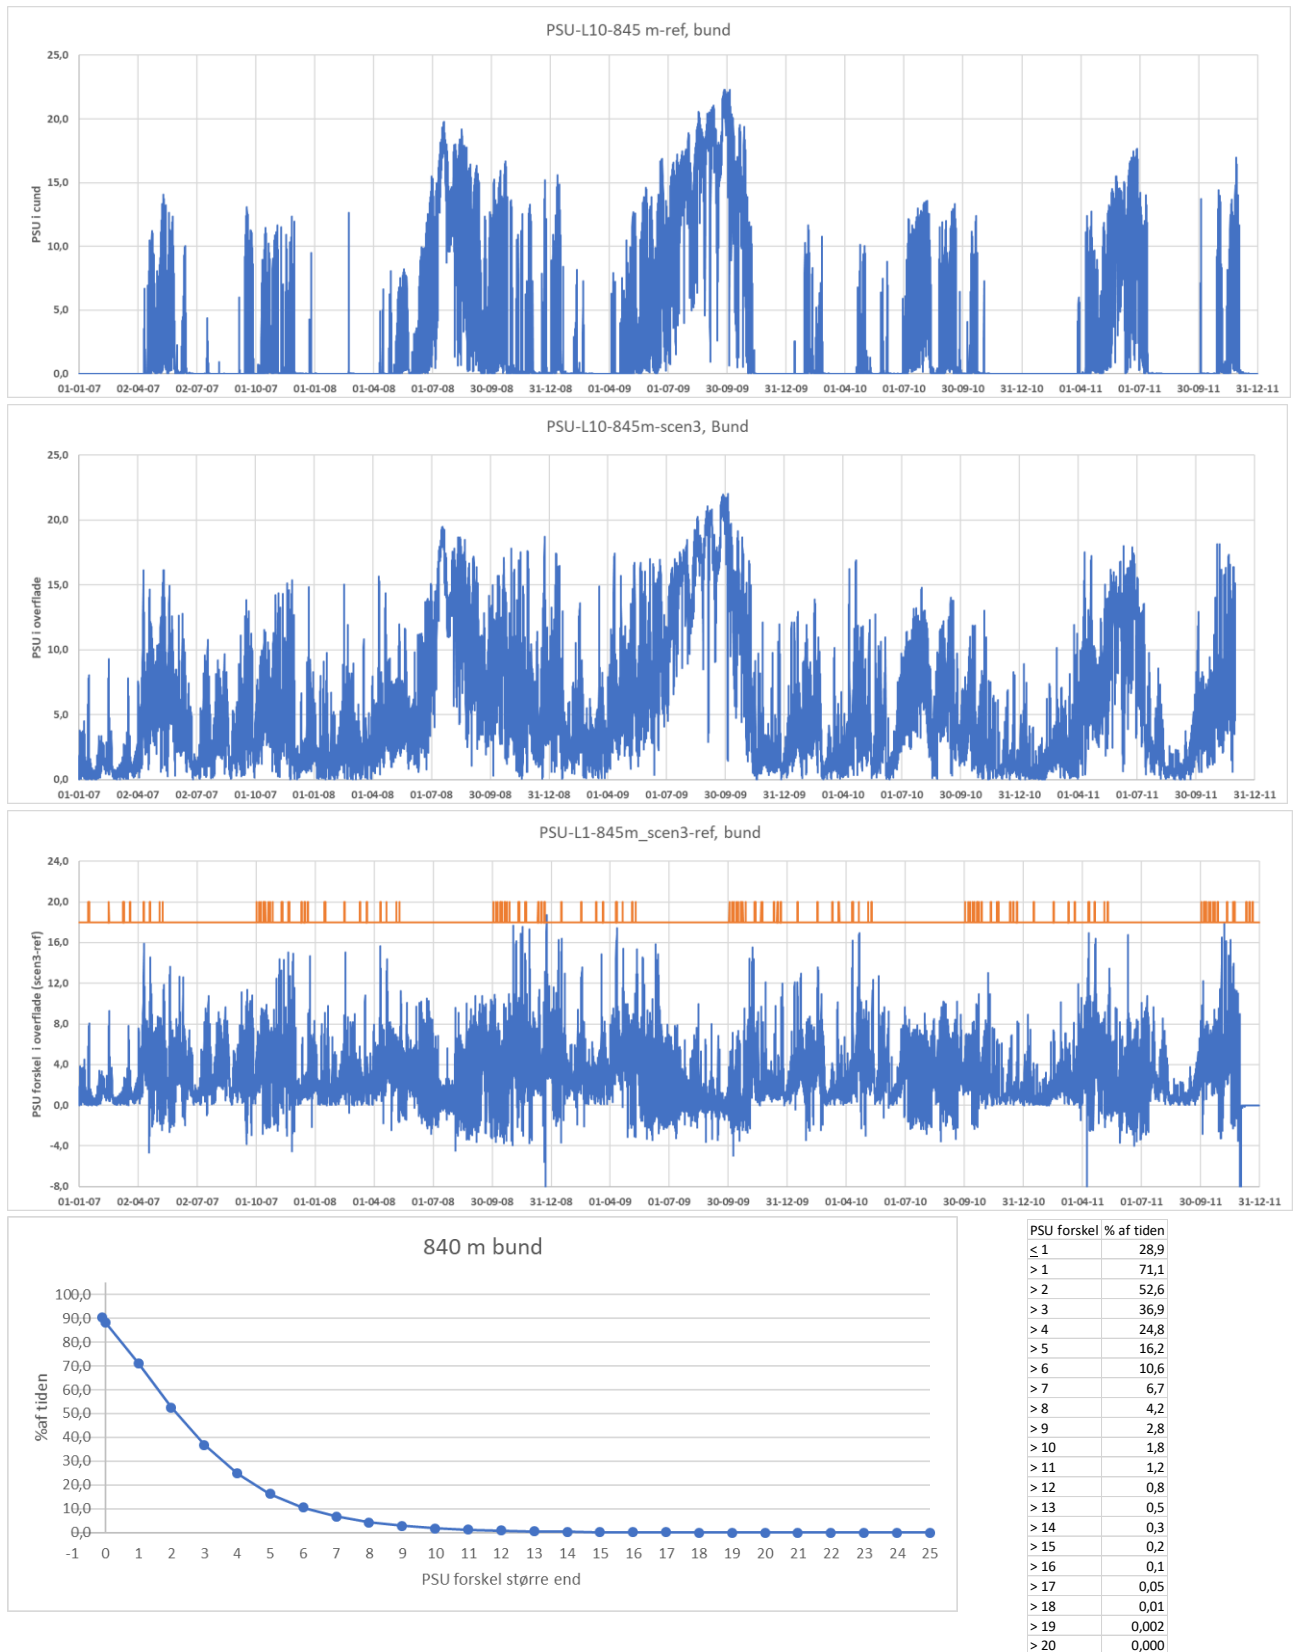 PSU-L10-845 m-ref, bund
PSU i cund
25,0
20,0
15,0
10,0
5,0
0,0
01-01-07 02-04-07 02-07-07 01-10-07 01-01-08 01-04-08 01-07-08 30-09-08 31-12-08 01-04-09 01-07-09 30-09-09 31-12-09 01-04-10 01-07-10 30-09-10 31-12-10 01-04-11 01-07-11 30-09-11 31-12-11
PSU-L10-845m-scen3, Bund
PSU i overflade
25,0
20,0
15,0
10,0
5,0
0,0
01-01-07 02-04-07 02-07-07 01-10-07 01-01-08 01-04-08 01-07-08 30-09-08 31-12-08 01-04-09 01-07-09 30-09-09 31-12-09 01-04-10 01-07-10 30-09-10 31-12-10 01-04-11 01-07-11 30-09-11 31-12-11
PSU-L1-845m_scen3-ref, bund
PSU forskel i overflade (scen3-ref)
24,0
20,0
16,0
12,0
8,0
4,0
0,0
-4,0
-8,0
01-01-07 02-04-07 02-07-07 01-10-07 01-01-08 01-04-08 01-07-08 30-09-08 31-12-08 01-04-09 01-07-09 30-09-09 31-12-09 01-04-10 01-07-10 30-09-10 31-12-10 01-04-11 01-07-11 30-09-11 31-12-11
840 m bund
%af tiden
100,0
90,0
80,0
70,0
60,0
50,0
40,0
30,0
20,0
10,0
0,0
-1 0 1 2 3 4 5 6 7 8 9 10 11 12 13 14 15 16 17 18 19 20 21 22 23 24 25
PSU forskel større end
PSU forskel % af tiden
≤ 1 28,9
> 1 71,1
> 2 52,6
> 3 36,9
> 4 24,8
> 5 16,2
> 6 10,6
> 7 6,7
> 8 4,2
> 9 2,8
> 10 1,8
> 11 1,2
> 12 0,8
> 13 0,5
> 14 0,3
> 15 0,2
> 16 0,1
> 17 0,05
> 18 0,01
> 19 0,002
> 20 0,000